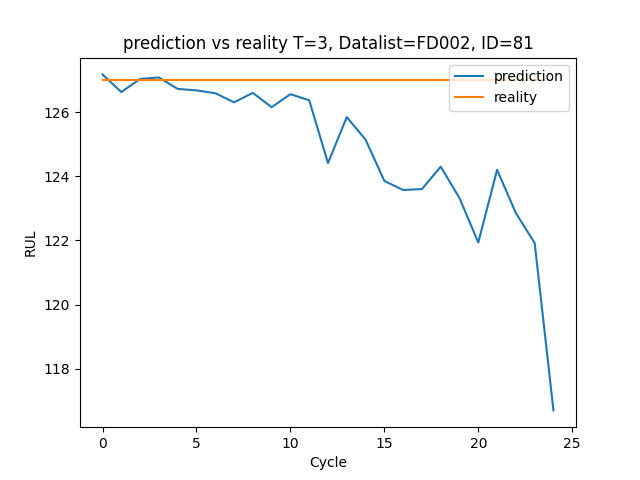 prediction vs reality T=3, Datalist=FD002, ID=81
prediction
reality
126
124
122
120
118
RUL
0 5 10 15 20 25
Cycle